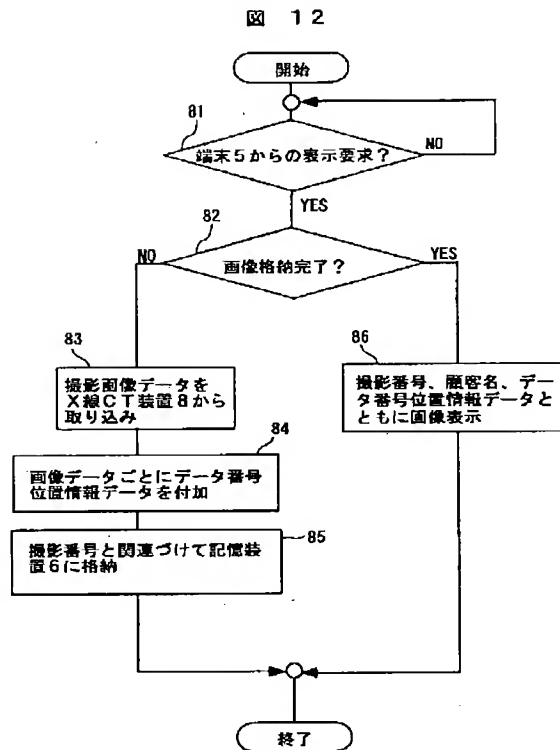 図 12
開始
81
端末5からの表示要求?
NO
YES
82
NO
画像格納完了?
YES
83
撮影画像データを
X線CT装置8から
取り込み
86
撮影番号、顧客名、デー
タ番号位置情報データと
ともに画像表示
84
画像データごとにデータ番号
位置情報データを付加
85
撮影番号と関連づけて記憶装
置6に格納
終了